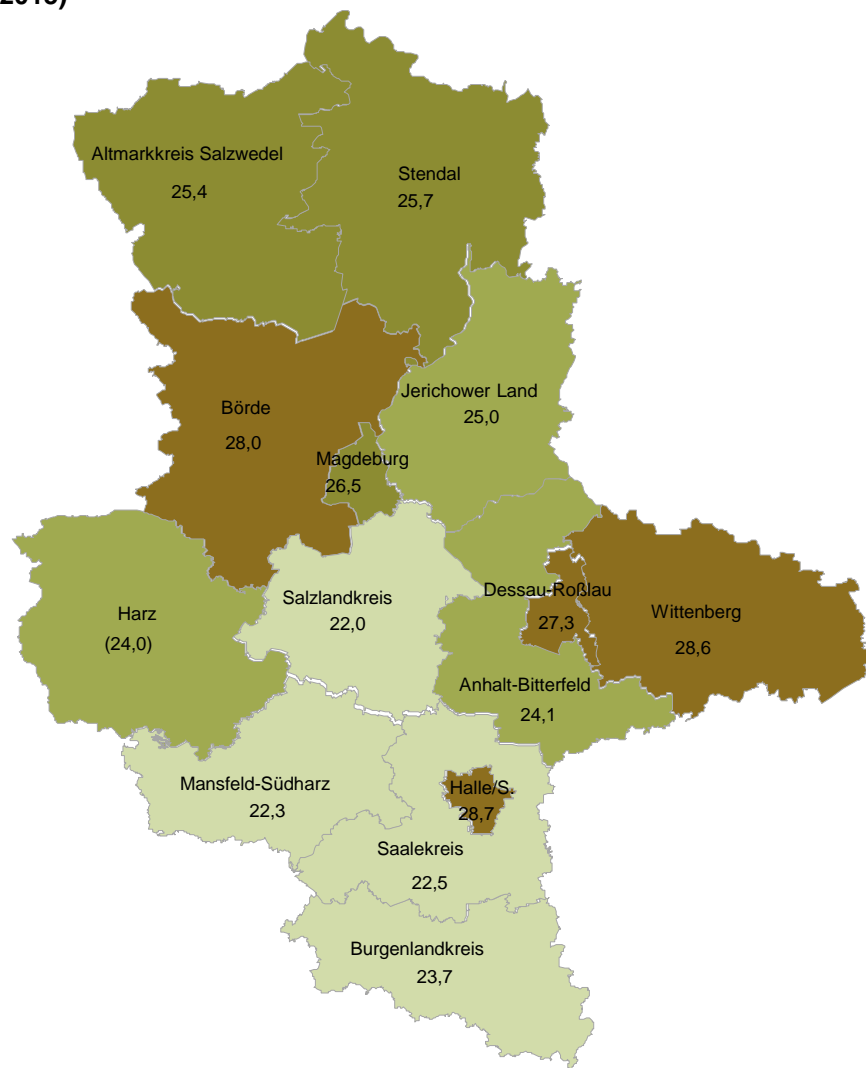 2013)
Altmarkkreis Salzwedel
25,4
Stendal
25,7
Jerichower Land
25,0
Börde
28,0
Magdeburg
26,5
Harz
(24,0)
Salzlandkreis
22,0
Dessau-Roßlau
27,3
Wittenberg
28,6
Anhalt-Bitterfeld
24,1
Mansfeld-Südharz
22,3
Halle/S.
28,7
Saalekreis
22,5
Burgenlandkreis
23,7